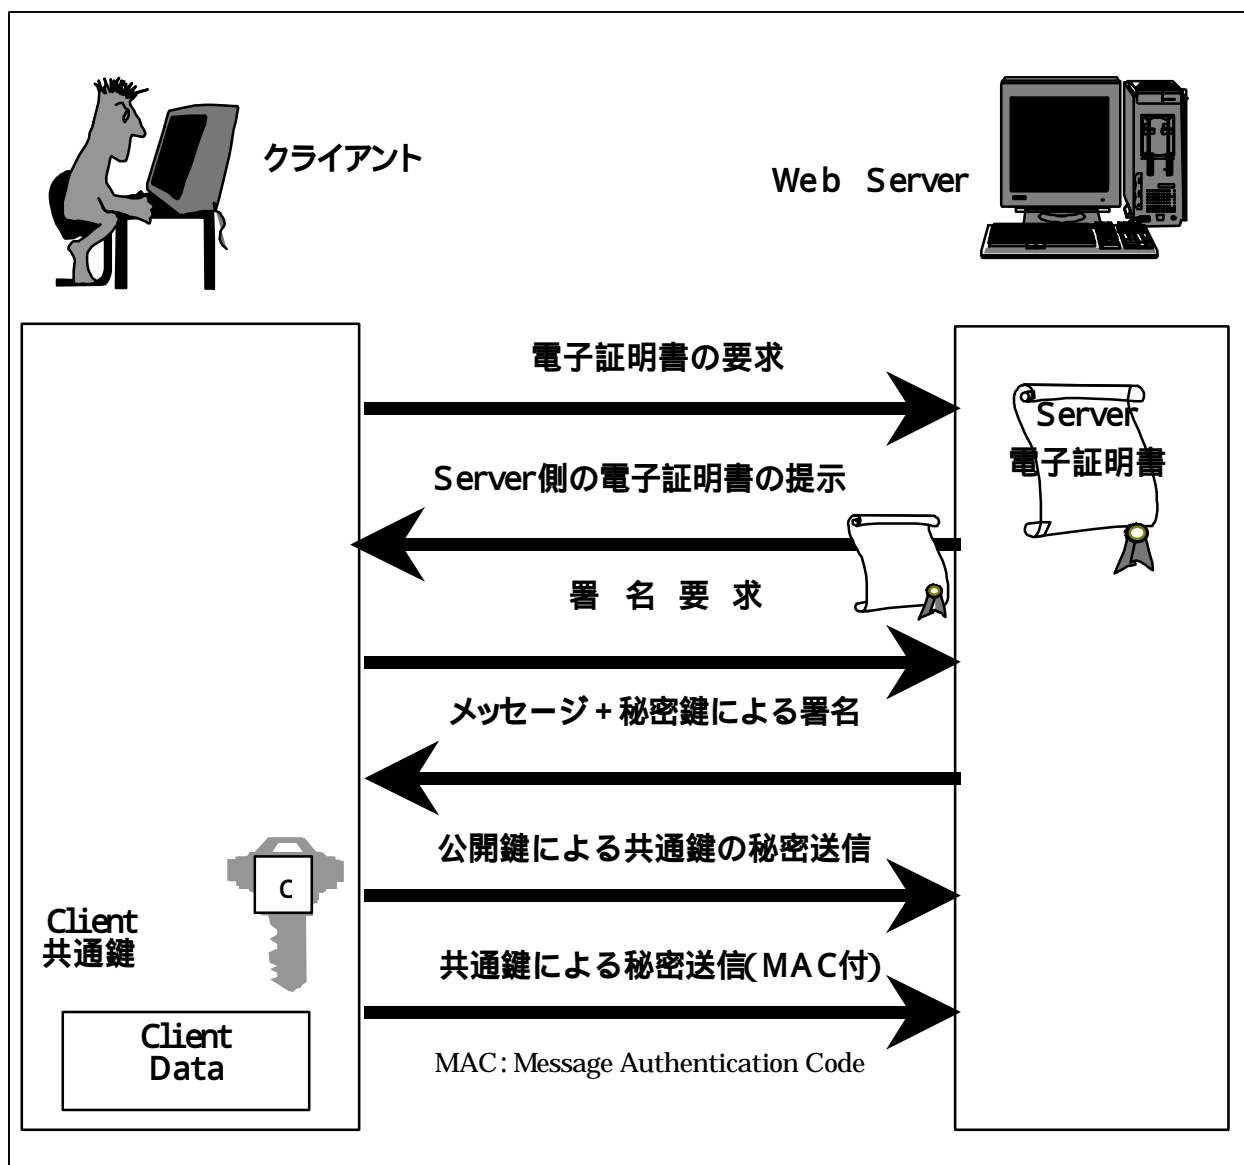 クライアント
Web Server
電子証明書の要求
Server
電子証明書
Server側の電子証明書の提示
署名要求
メッセージ+秘密鍵による署名
公開鍵による共通鍵の秘密送信
C
Client
共通鍵
共通鍵による秘密送信(MAC付)
Client
Data
MAC: Message Authentication Code